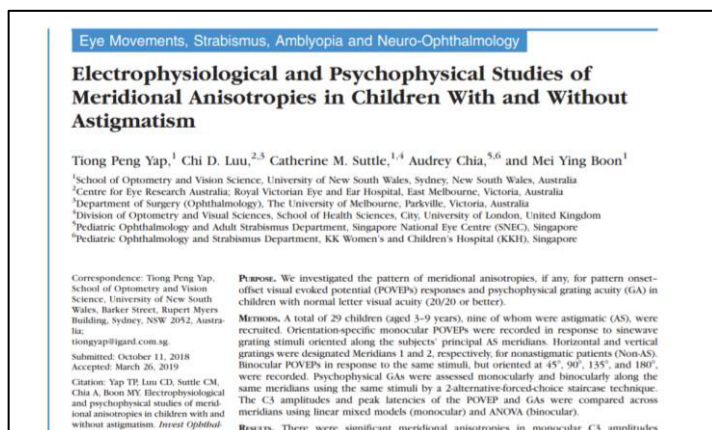 Eye Movements, Strabismus, Amblyopia and Neuro-Ophthalmology
Electrophysiological and Psychophysical Studies of
Meridional Anisotropies in Children With and Without
Astigmatism
Tiong Peng Yap,1 Chi D. Luu,2,3 Catherine M. Suttle,1,4 Audrey Chia,5,6 and Mei Ying Boon1
1School of Optometry and Vision Science, University of New South Wales, Sydney, New South Wales, Australia
2Centre for Eye Research Australia; Royal Victorian Eye and Ear Hospital, East Melbourne, Victoria, Australia
3Department of Surgery (Ophthalmology), The University of Melbourne, Parkville, Victoria, Australia
4Division of Optometry and Visual Sciences, School of Health Sciences, City, University of London, United Kingdom
5Pediatric Ophthalmology and Adult Strabismus Department, Singapore National Eye Centre (SNEC), Singapore
6Pediatric Ophthalmology and Strabismus Department, KK Women's and Children's Hospital (KKH), Singapore
Correspondence: Tiong Peng Yap,
School of Optometry and Vision
Science, University of New South
Wales, Barker Street, Rupert Myers
Building, Sydney, NSW 2052, Austra-
lia;
tiongyap@igard.com.sg.
Submitted: October 11, 2018
Accepted: March 26, 2019
Citation: Yap TP, Luu CD, Suttle CM,
Chia A, Boon MY. Electrophysiological
and psychophysical studies of merid-
ional anisotropies in children with and
without astigmatism. Invest Ophthal-
PURPOSE. We investigated the pattern of meridional anisotropies, if any, for pattern onset–
offset visual evoked potential (POVEPs) responses and psychophysical grating acuity (GA) in
children with normal letter visual acuity (20/20 or better).
METHODS. A total of 29 children (aged 3–9 years), nine of whom were astigmatic (AS), were
recruited. Orientation-specific monocular POVEPs were recorded in response to sinewave
grating stimuli oriented along the subjects' principal AS meridians. Horizontal and vertical
gratings were designated Meridians 1 and 2, respectively, for nonastigmatic patients (Non-AS).
Binocular POVEPs in response to the same stimuli, but oriented at 45°, 90°, 135°, and 180°,
were recorded. Psychophysical GAs were assessed monocularly and binocularly along the
same meridians using the same stimuli by a 2-alternative-forced-choice staircase technique.
The C3 amplitudes and peak latencies of the POVEP and GA were compared across
meridians using linear mixed models (monocular) and ANOVA (binocular).
RESULTS. There were significant meridional anisotropies in monocular C3 amplitudes